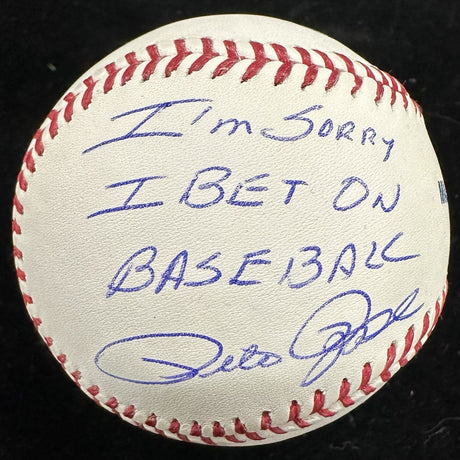 I'm SORRY
I BET ON
BASEBALL
Pete Rose